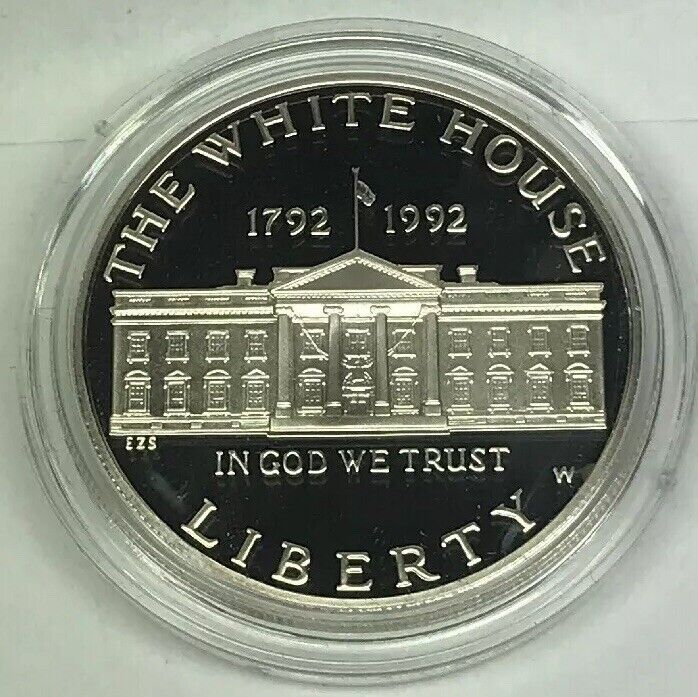 THE WHITE HOUSE
1792 1992
EZS
IN GOD WE TRUST
W
LIBERTY